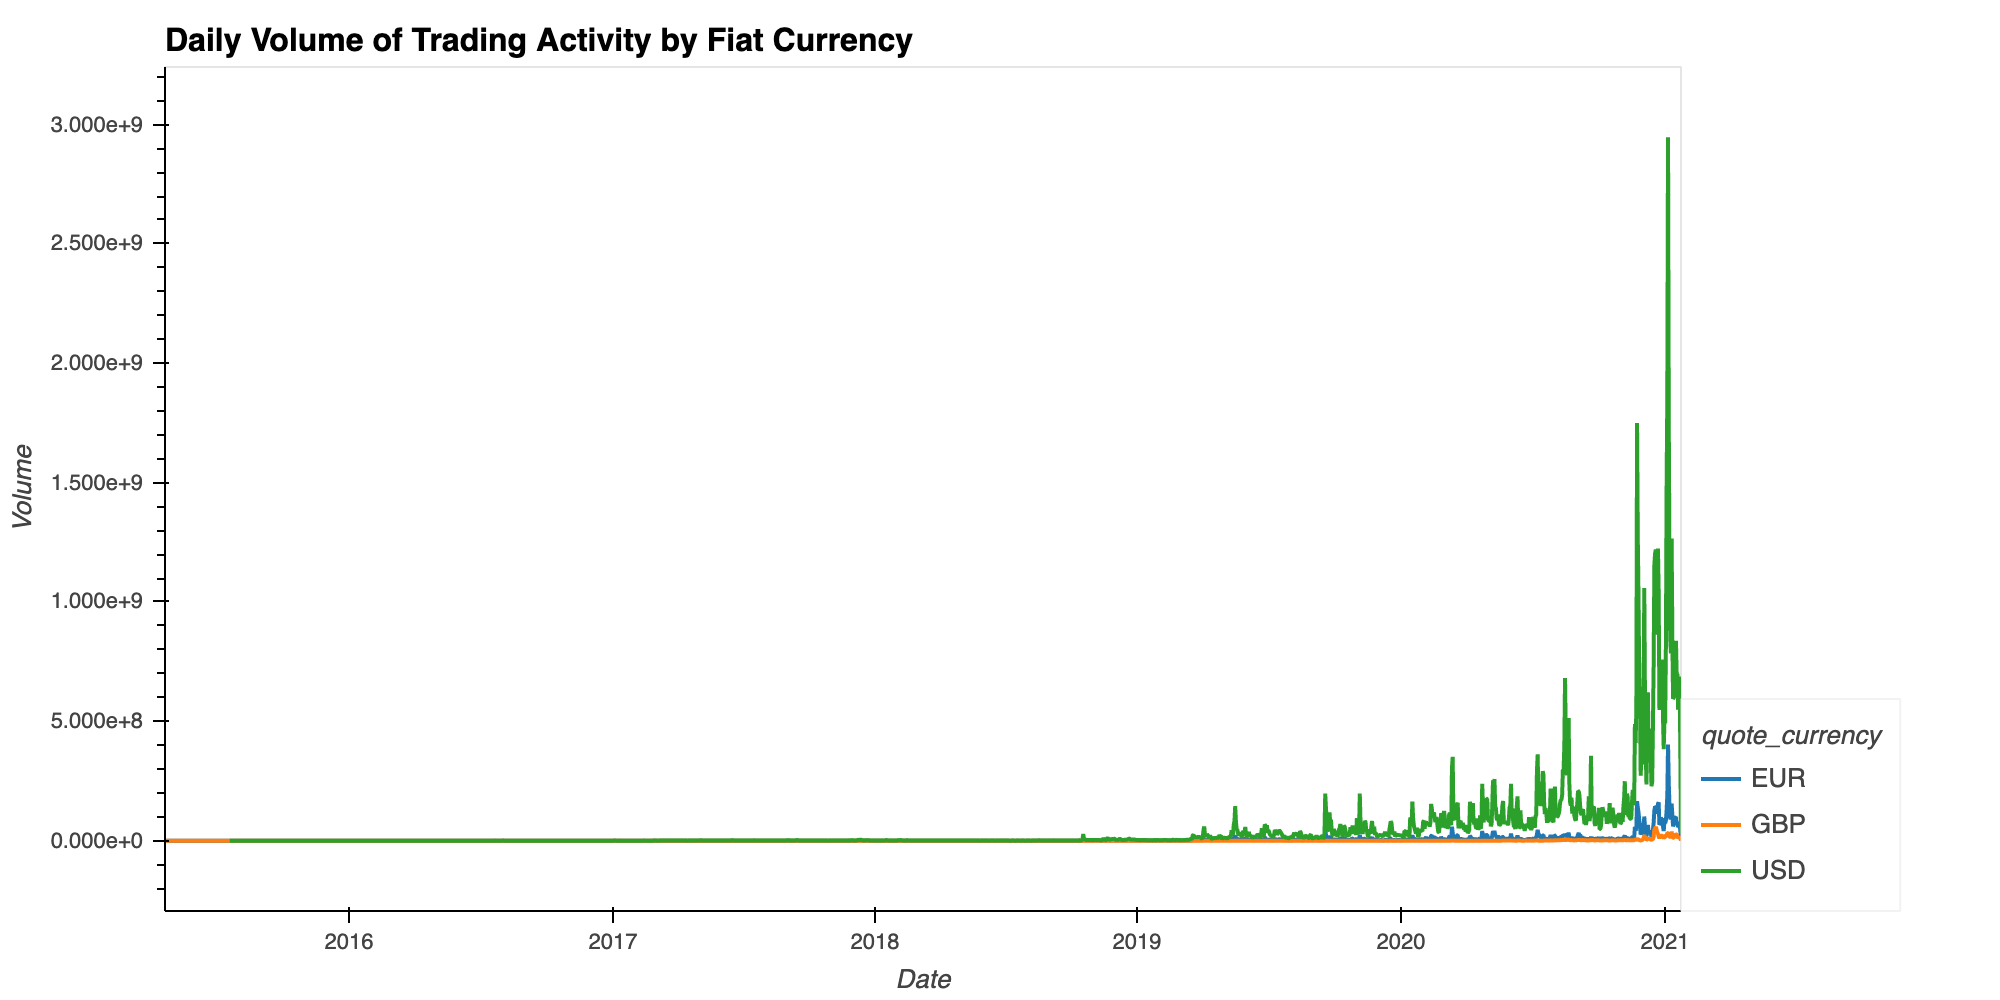 Daily Volume of Trading Activity by Fiat Currency
3.000e+9
2.500e+9
2.000e+9
1.500e+9
1.000e+9
5.000e+8
0.000e+0
Volume
2016 2017 2018 2019 2020 2021
Date
quote_currency
EUR
GBP
USD